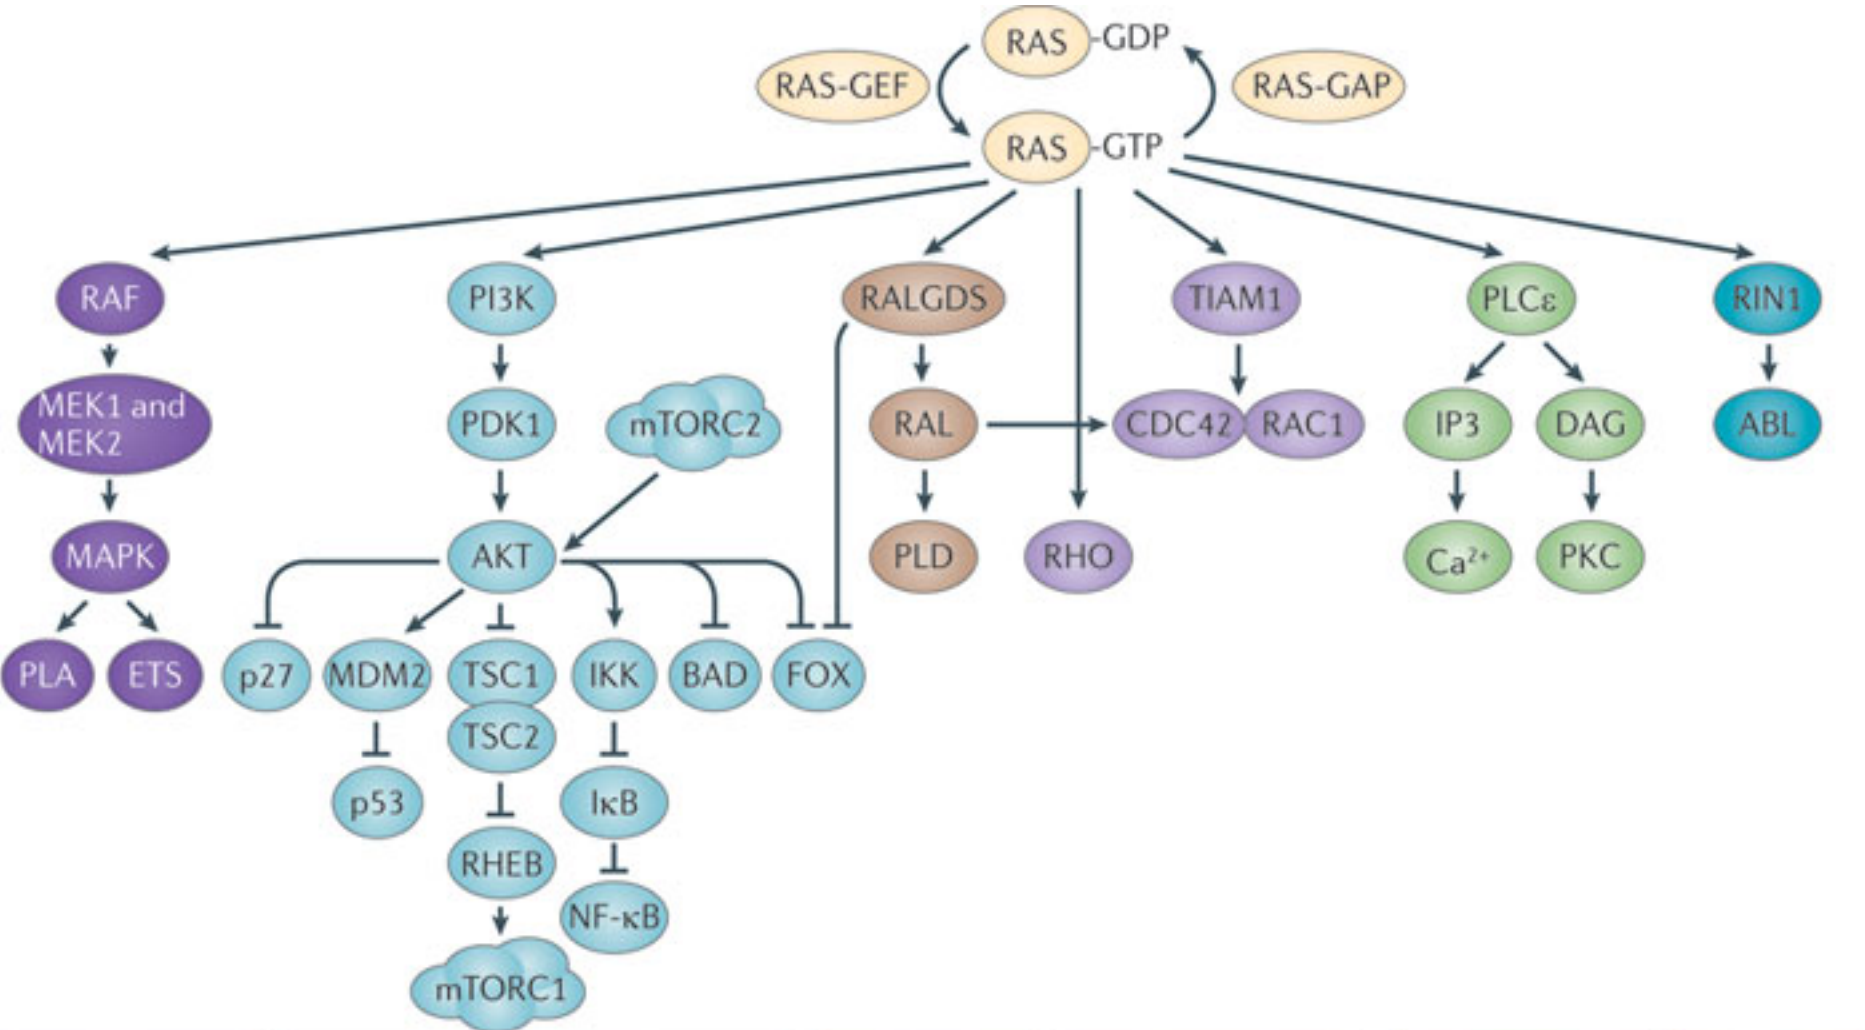 RAS -GDP
RAS-GEF
RAS-GAP
RAS -GTP
RAF
PI3K
RALGDS
TIAM1
PLCε
RIN1
MEK1 and
MEK2
PDK1
mTORC2
RAL
CDC42
RAC1
IP3
DAG
ABL
MAPK
AKT
PLD
RHO
Ca²⁺
PKC
PLA
ETS
p27
MDM2
TSC1
IKK
BAD
FOX
TSC2
p53
IκB
RHEB
NF-κB
mTORC1